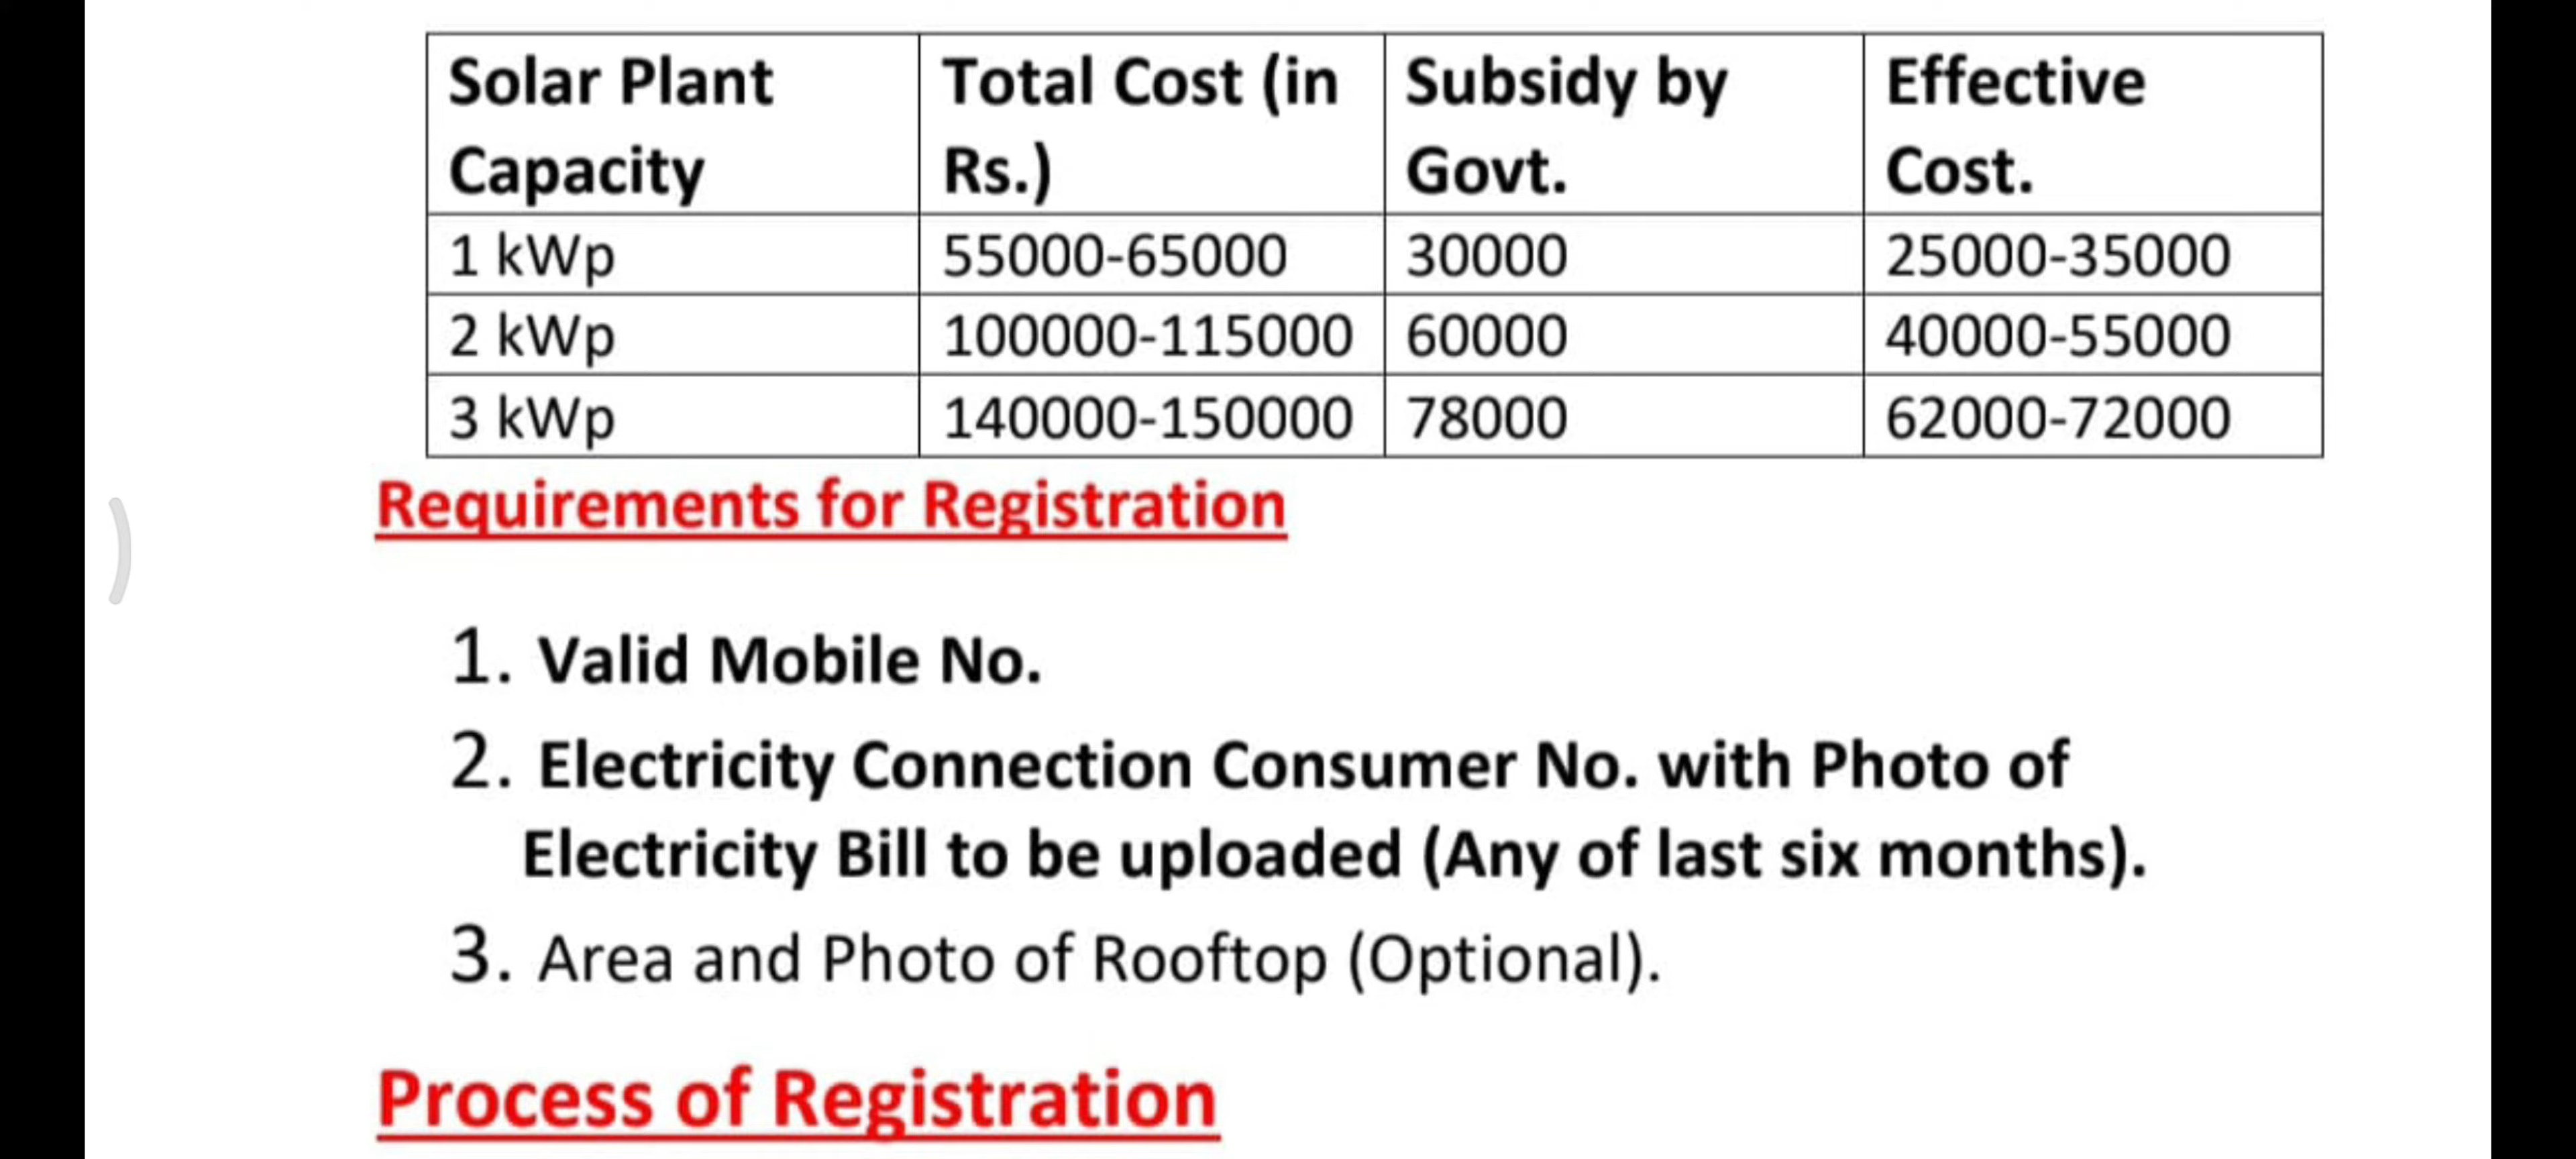 Solar Plant Capacity Total Cost (in Rs.) Subsidy by Govt. Effective Cost.
1 kWp 55000-65000 30000 25000-35000
2 kWp 100000-115000 60000 40000-55000
3 kWp 140000-150000 78000 62000-72000
Requirements for Registration
1. Valid Mobile No.
2. Electricity Connection Consumer No. with Photo of
Electricity Bill to be uploaded (Any of last six months).
3. Area and Photo of Rooftop (Optional).
Process of Registration